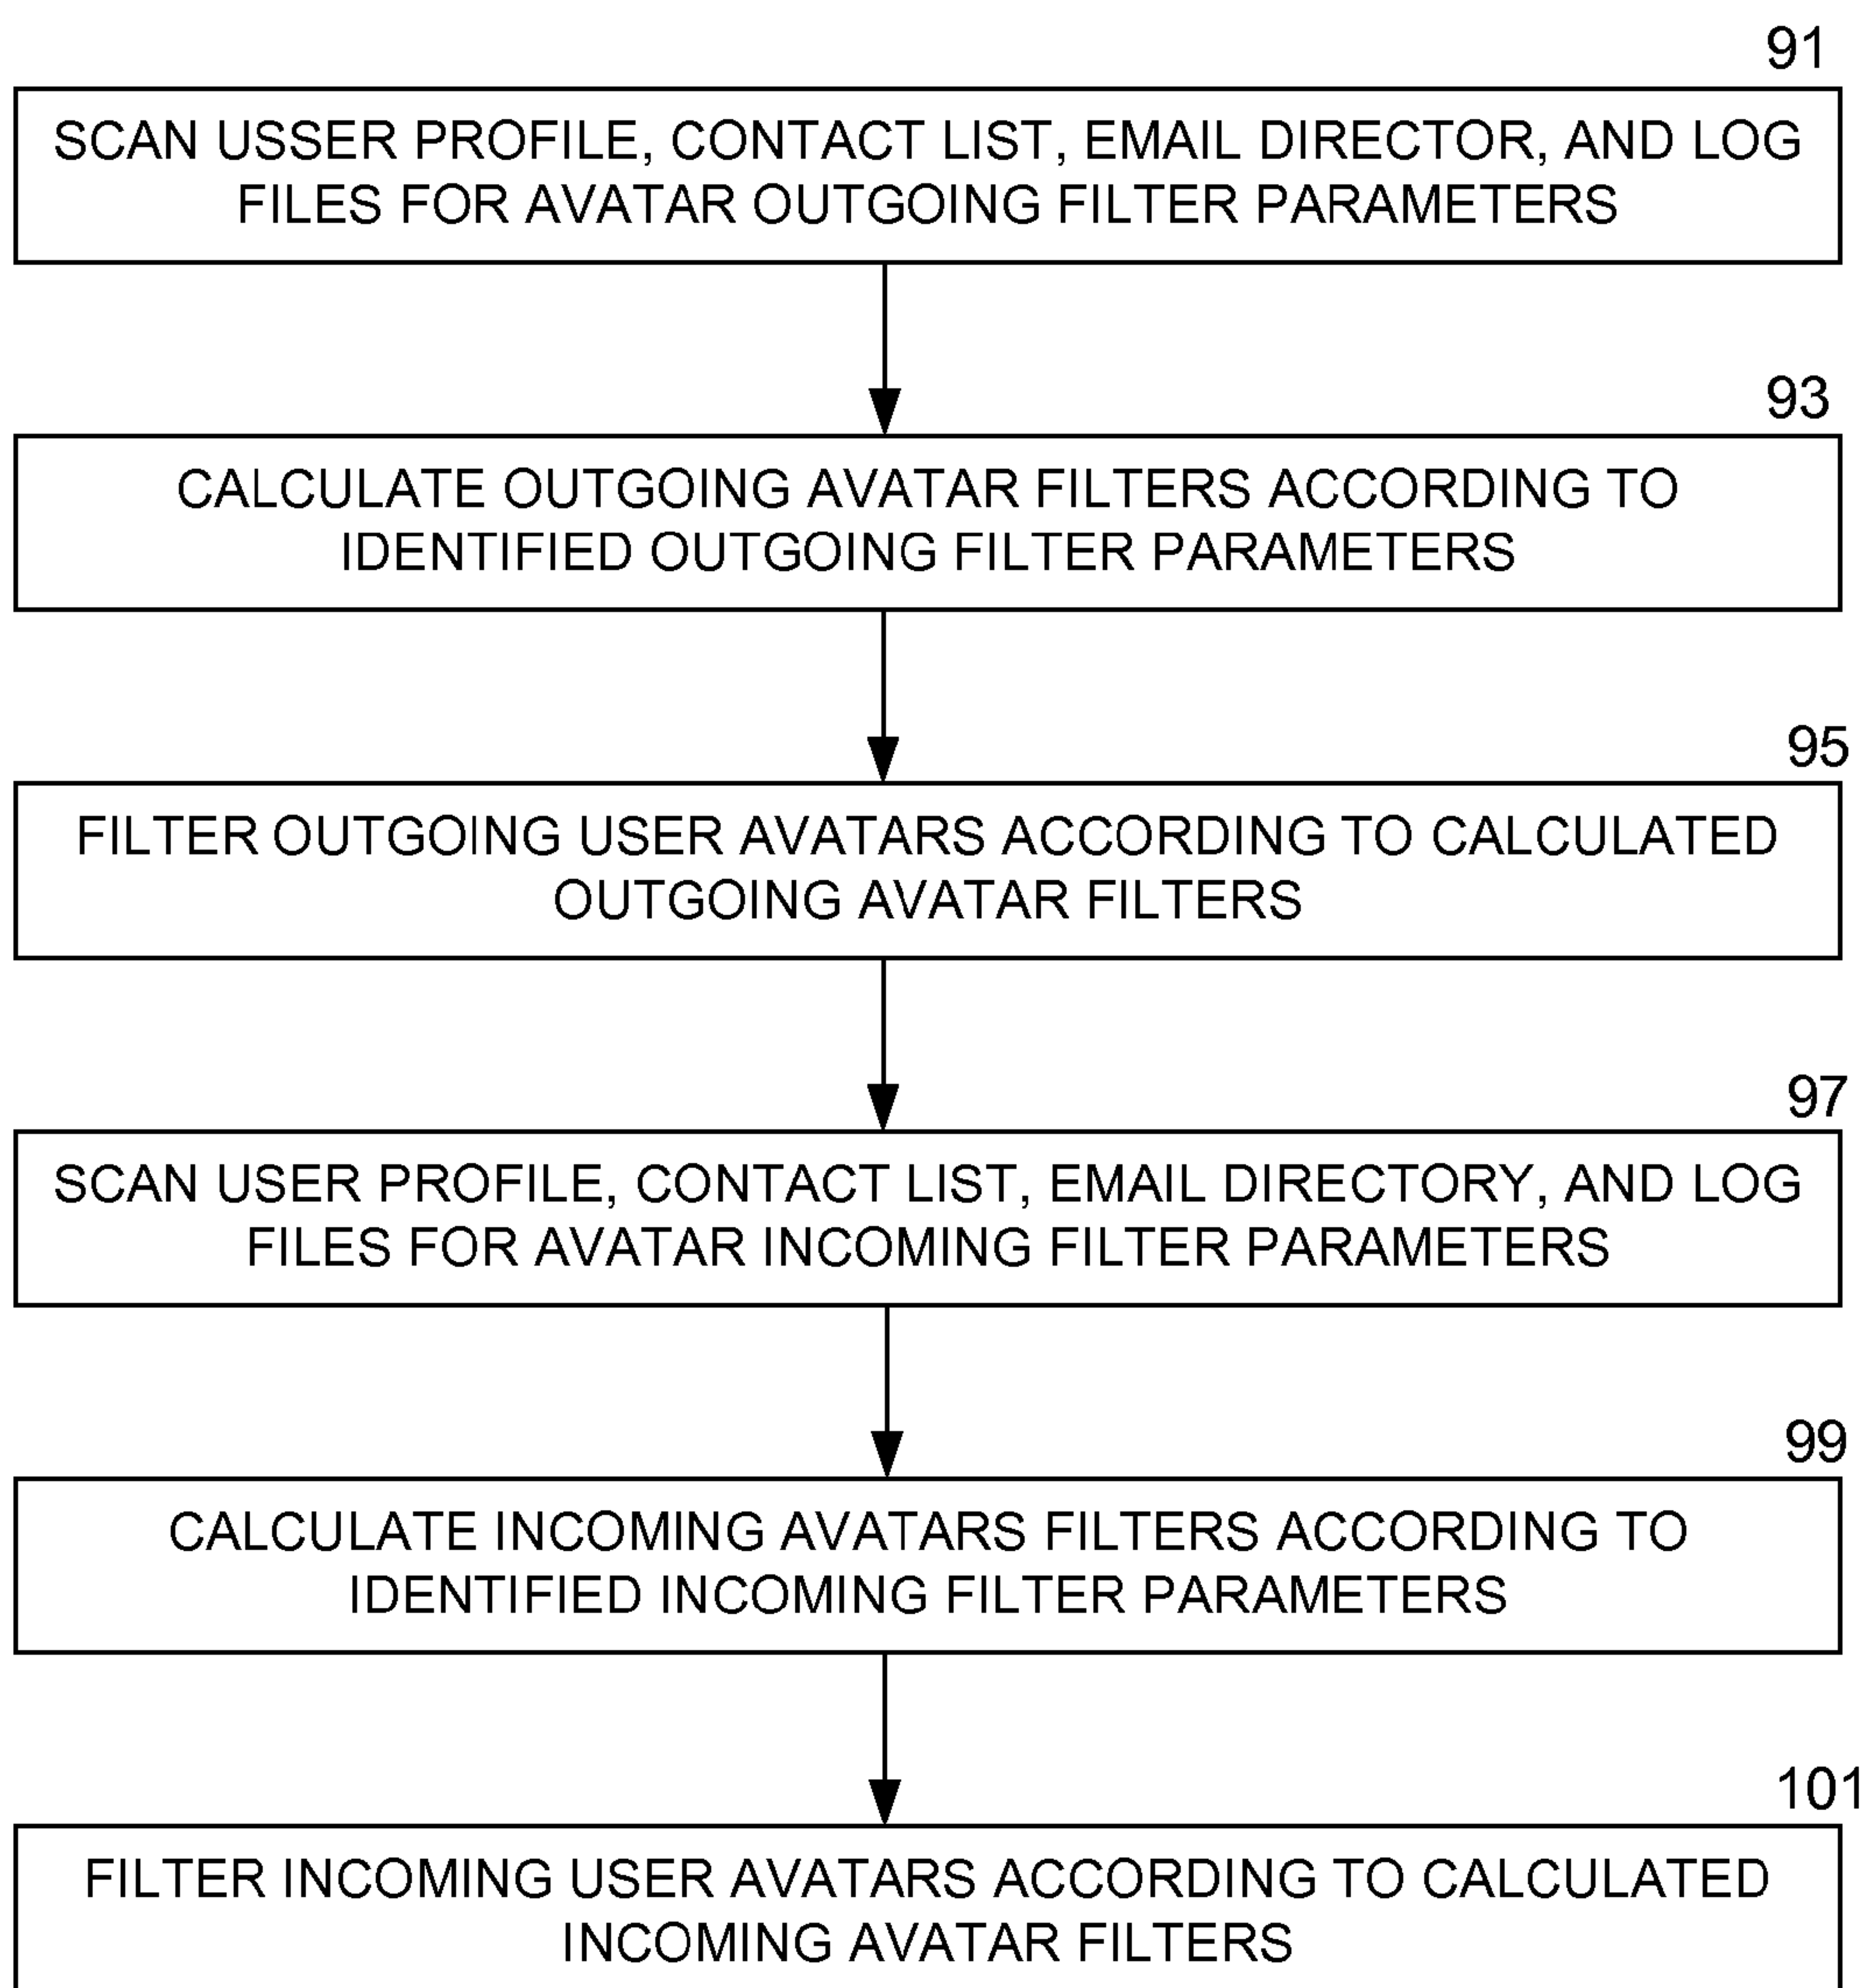 91
SCAN USSER PROFILE, CONTACT LIST, EMAIL DIRECTOR, AND LOG
FILES FOR AVATAR OUTGOING FILTER PARAMETERS
93
CALCULATE OUTGOING AVATAR FILTERS ACCORDING TO
IDENTIFIED OUTGOING FILTER PARAMETERS
95
FILTER OUTGOING USER AVATARS ACCORDING TO CALCULATED
OUTGOING AVATAR FILTERS
97
SCAN USER PROFILE, CONTACT LIST, EMAIL DIRECTORY, AND LOG
FILES FOR AVATAR INCOMING FILTER PARAMETERS
99
CALCULATE INCOMING AVATARS FILTERS ACCORDING TO
IDENTIFIED INCOMING FILTER PARAMETERS
101
FILTER INCOMING USER AVATARS ACCORDING TO CALCULATED
INCOMING AVATAR FILTERS